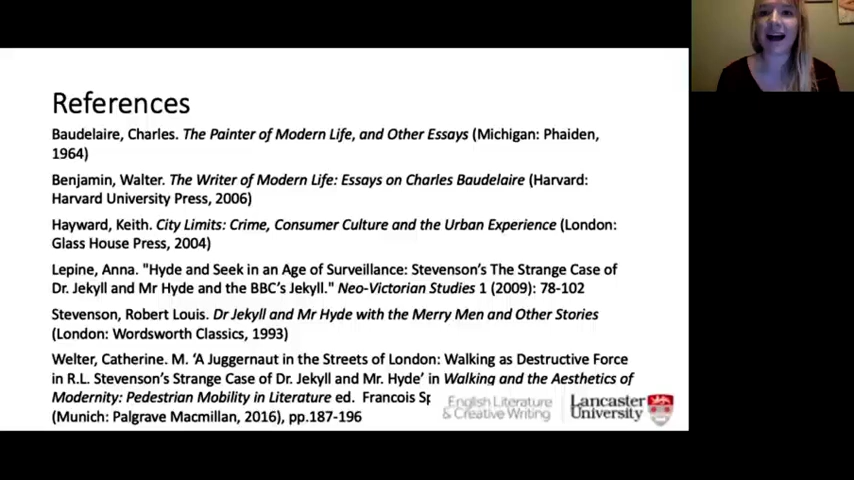 References
Baudelaire, Charles. The Painter of Modern Life, and Other Essays (Michigan: Phaiden,
1964)
Benjamin, Walter. The Writer of Modern Life: Essays on Charles Baudelaire (Harvard:
Harvard University Press, 2006)
Hayward, Keith. City Limits: Crime, Consumer Culture and the Urban Experience (London:
Glass House Press, 2004)
Lepine, Anna. "Hyde and Seek in an Age of Surveillance: Stevenson’s The Strange Case of
Dr. Jekyll and Mr Hyde and the BBC’s Jekyll." Neo-Victorian Studies 1 (2009): 78-102
Stevenson, Robert Louis. Dr Jekyll and Mr Hyde with the Merry Men and Other Stories
(London: Wordsworth Classics, 1993)
Welter, Catherine. M. ‘A Juggernaut in the Streets of London: Walking as Destructive Force
in R.L. Stevenson’s Strange Case of Dr. Jekyll and Mr. Hyde’ in Walking and the Aesthetics of
Modernity: Pedestrian Mobility in Literature ed. Francois Sp
(Munich: Palgrave Macmillan, 2016), pp.187-196
English Literature
& Creative Writing
Lancaster
University